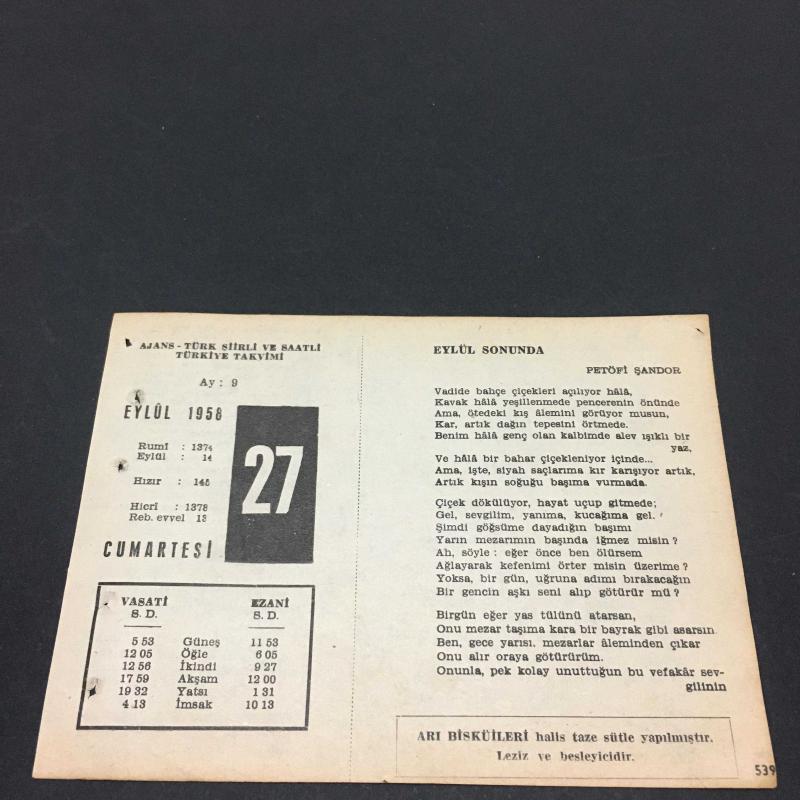 AJANS - TÜRK ŞİİRLİ VE SAATLİ
TÜRKİYE TAKVİMİ
Ay : 9
EYLÛL 1958
Rumî : 1374
Eylül : 14
Hızır : 145
Hicrî : 1378
Reb. evvel 13
27
CUMARTESİ
VASATİ EZANİ
S. D. S. D.
5 53 Güneş 11 53
12 05 Öğle 6 05
12 56 İkindi 9 27
17 59 Akşam 12 00
19 32 Yatsı 1 31
4 13 İmsak 10 13
EYLÜL SONUNDA
PETÖFİ ŞANDOR
Vadide bahçe çiçekleri açılıyor hâlâ,
Kavak hâlâ yeşillenmede pencerenin önünde
Ama, ötedeki kış âlemini görüyor musun,
Kar, artık dağın tepesini örtmede.
Benim hâlâ genç olan kalbimde alev ışıklı bir
yaz,
Ve hâlâ bir bahar çiçekleniyor içinde...
Ama, işte, siyah saçlarıma kır karışıyor artık,
Artık kışın soğuğu başıma vurmada.
Çiçek dökülüyor, hayat uçup gitmede;
Gel, sevgilim, yanıma, kucağıma gel.
Şimdi göğsüme dayadığın başımı
Yarın mezarımın başında iğmez misin ?
Ah, söyle : eğer önce ben ölürsem
Ağlayarak kefenimi örter misin üzerime ?
Yoksa, bir gün, uğruna adımı bırakacağın
Bir gencin aşkı seni alıp götürür mü ?
Birgün eğer yas tülünü atarsan,
Onu mezar taşıma kara bir bayrak gibi asarsın
Ben, gece yarısı, mezarlar âleminden çıkar
Onu alır oraya götürürüm.
Onunla, pek kolay unuttuğun bu vefakâr sev-
gilinin
ARI BİSKÜİLERİ halis taze sütle yapılmıştır.
Leziz ve besleyicidir.
539